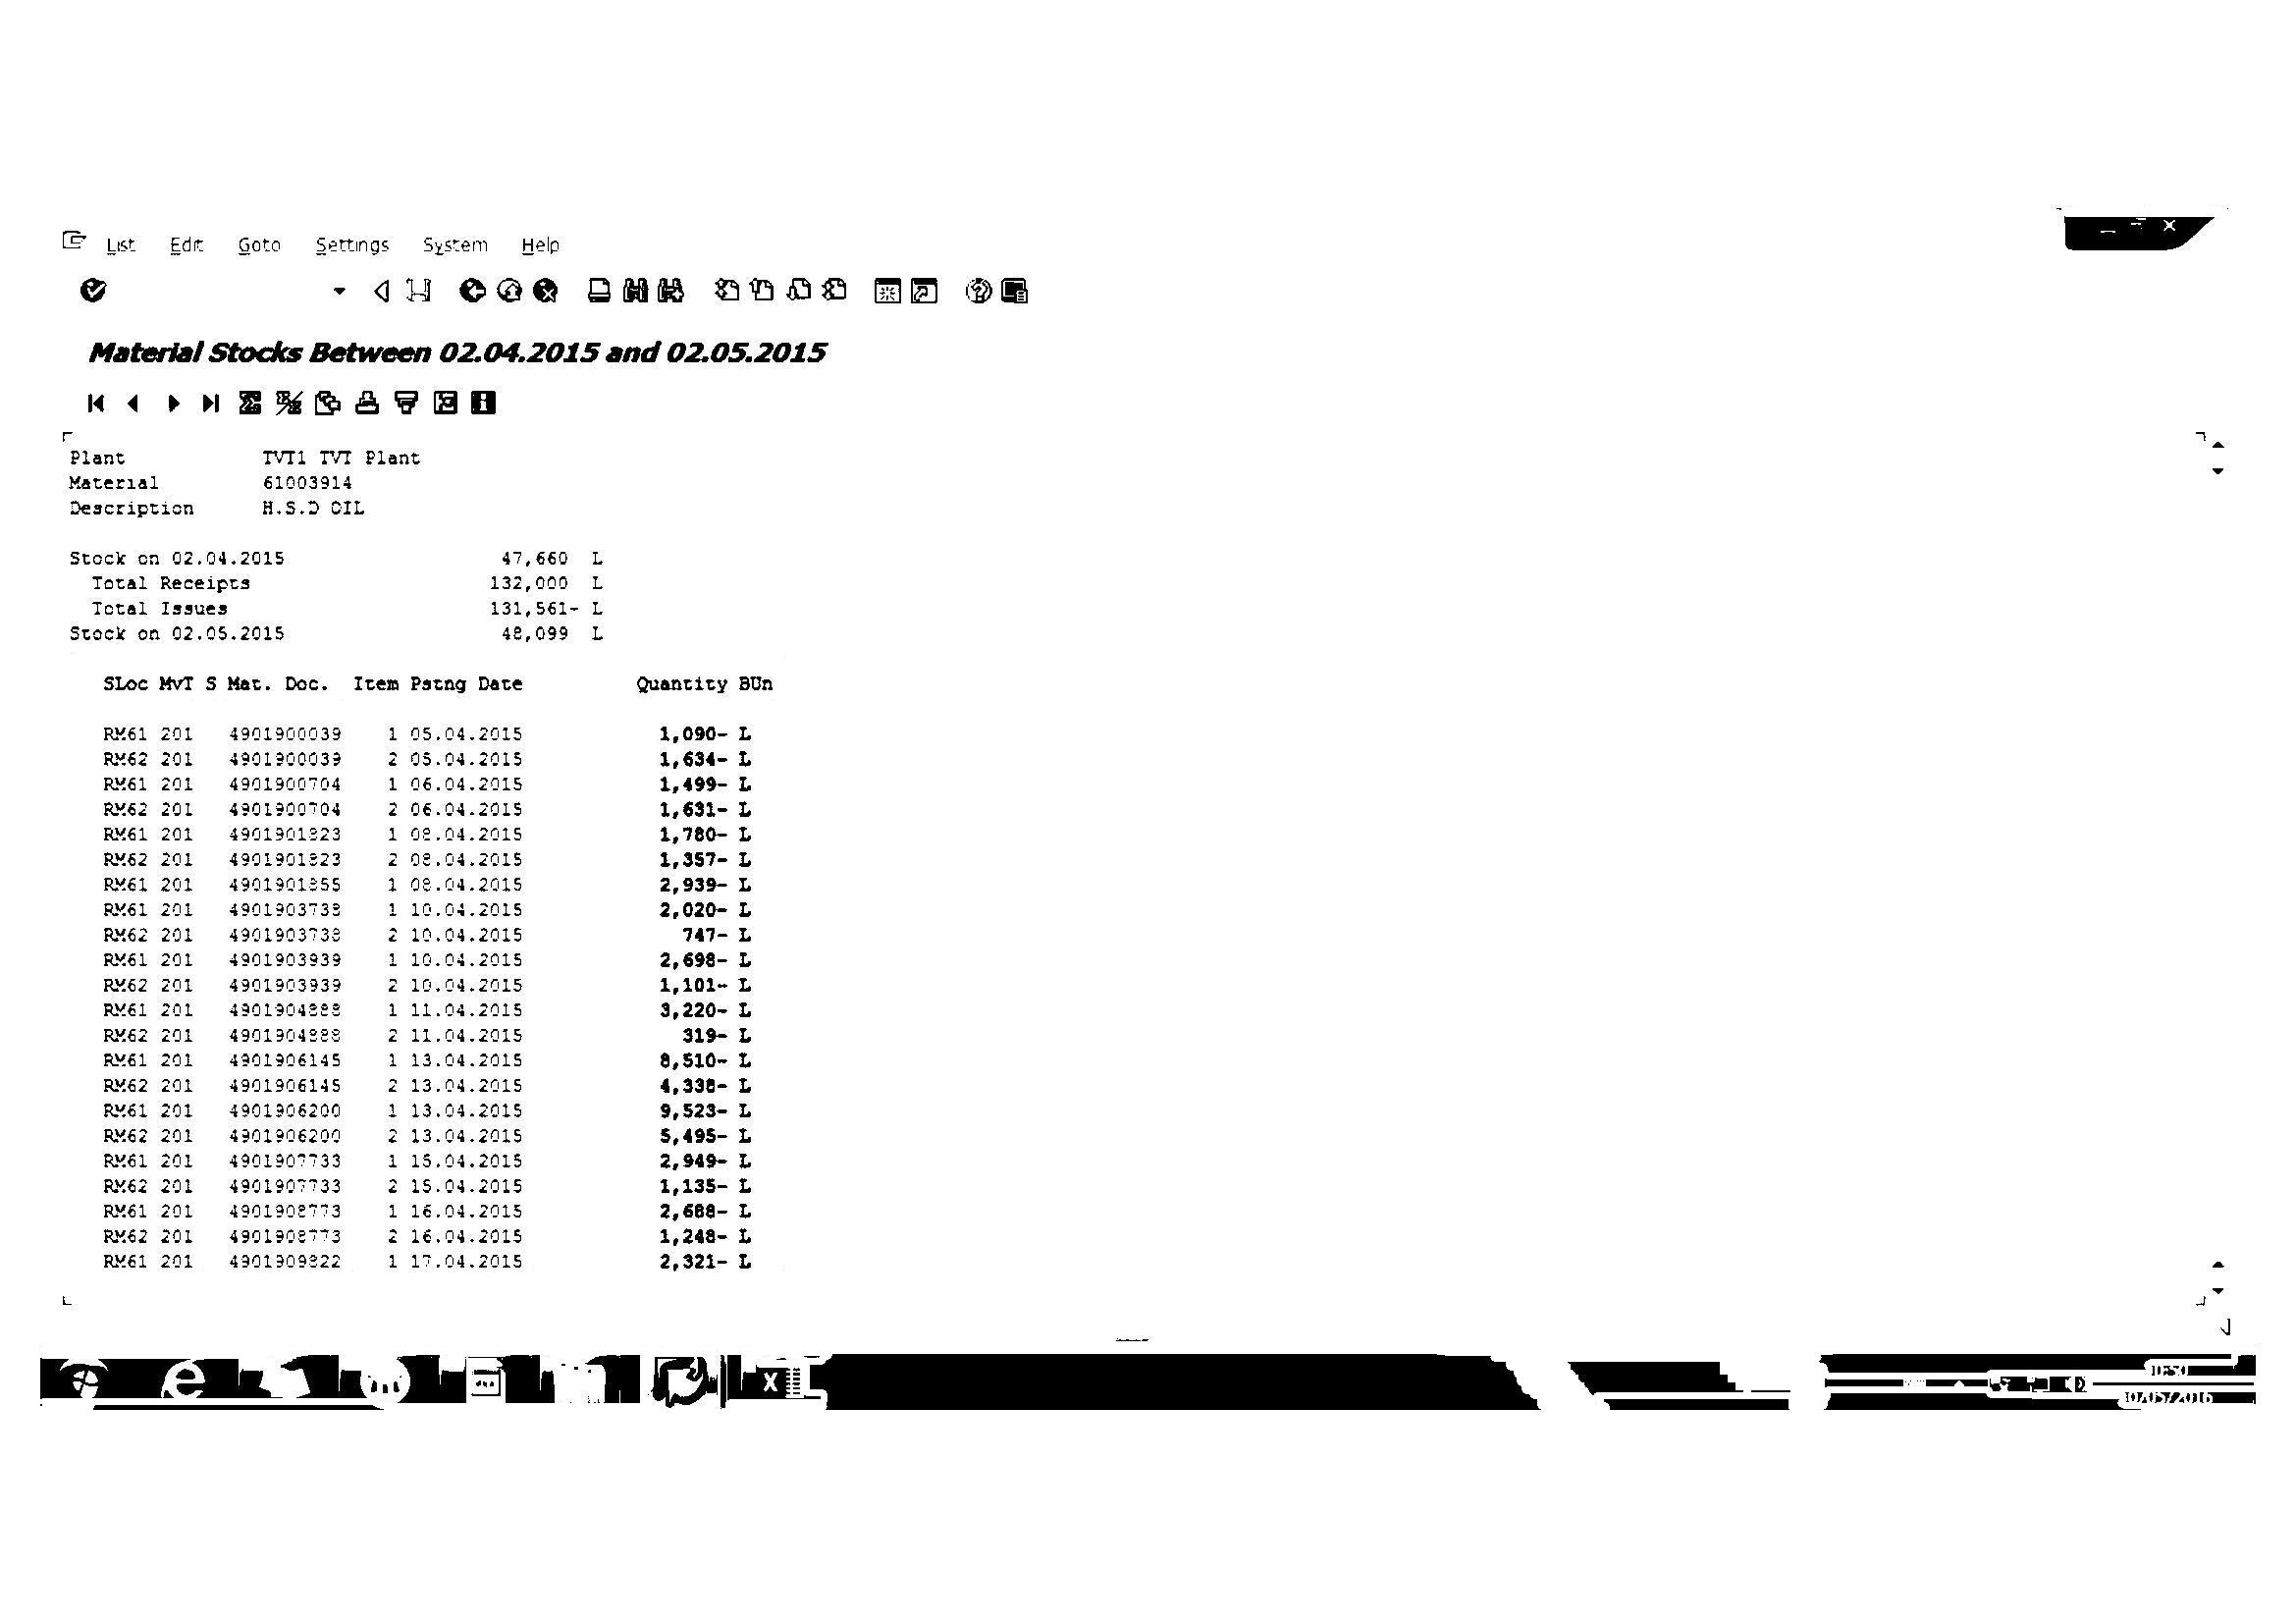 List Edit Goto Settings System Help
Material Stocks Between 02.04.2015 and 02.05.2015
Plant TVT1 TVT Plant
Material 61003914
Description H.S.D OIL
Stock on 02.04.2015 47,660 L
Total Receipts 132,000 L
Total Issues 131,561- L
Stock on 02.05.2015 48,099 L
SLoc MvT S Mat. Doc. Item Pstng Date Quantity BUn
RM61 201 4901900039 1 05.04.2015 1,090- L
RM62 201 4901900039 2 05.04.2015 1,634- L
RM61 201 4901900704 1 06.04.2015 1,499- L
RM62 201 4901900704 2 06.04.2015 1,631- L
RM61 201 4901901823 1 08.04.2015 1,780- L
RM62 201 4901901823 2 08.04.2015 1,357- L
RM61 201 4901901855 1 08.04.2015 2,939- L
RM61 201 4901903738 1 10.04.2015 2,020- L
RM62 201 4901903738 2 10.04.2015 747- L
RM61 201 4901903939 1 10.04.2015 2,698- L
RM62 201 4901903939 2 10.04.2015 1,101- L
RM61 201 4901904888 1 11.04.2015 3,220- L
RM62 201 4901904888 2 11.04.2015 319- L
RM61 201 4901906145 1 13.04.2015 8,510- L
RM62 201 4901906145 2 13.04.2015 4,338- L
RM61 201 4901906200 1 13.04.2015 9,523- L
RM62 201 4901906200 2 13.04.2015 5,495- L
RM61 201 4901907733 1 15.04.2015 2,949- L
RM62 201 4901907733 2 15.04.2015 1,135- L
RM61 201 4901908773 1 16.04.2015 2,688- L
RM62 201 4901908773 2 16.04.2015 1,248- L
RM61 201 4901909822 1 17.04.2015 2,321- L